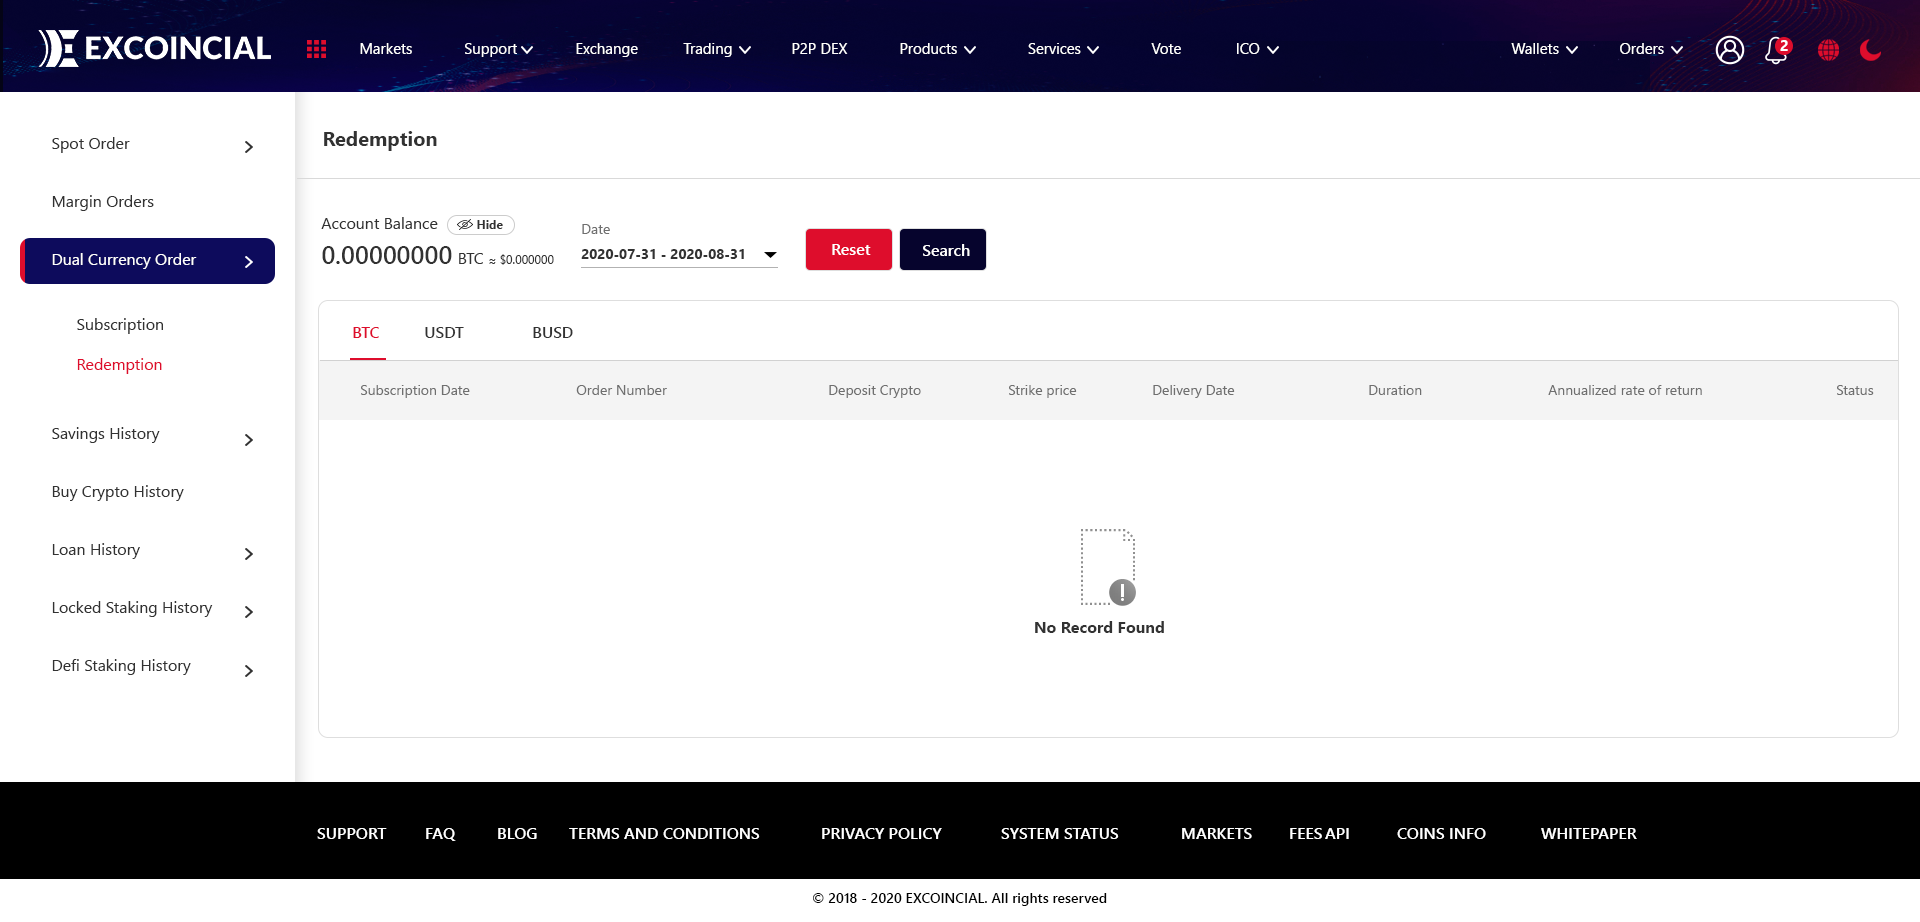 EXCOINCIAL
Markets Support Exchange Trading P2P DEX Products Services Vote ICO Wallets Orders 2
Spot Order
Margin Orders
Dual Currency Order
Subscription
Redemption
Savings History
Buy Crypto History
Loan History
Locked Staking History
Defi Staking History
Redemption
Account Balance Hide
0.00000000 BTC ≈ $0.000000
Date
2020-07-31 - 2020-08-31
Reset Search
BTC USDT BUSD
Subscription Date Order Number Deposit Crypto Strike price Delivery Date Duration Annualized rate of return Status
No Record Found
SUPPORT FAQ BLOG TERMS AND CONDITIONS PRIVACY POLICY SYSTEM STATUS MARKETS FEES API COINS INFO WHITEPAPER
© 2018 - 2020 EXCOINCIAL. All rights reserved